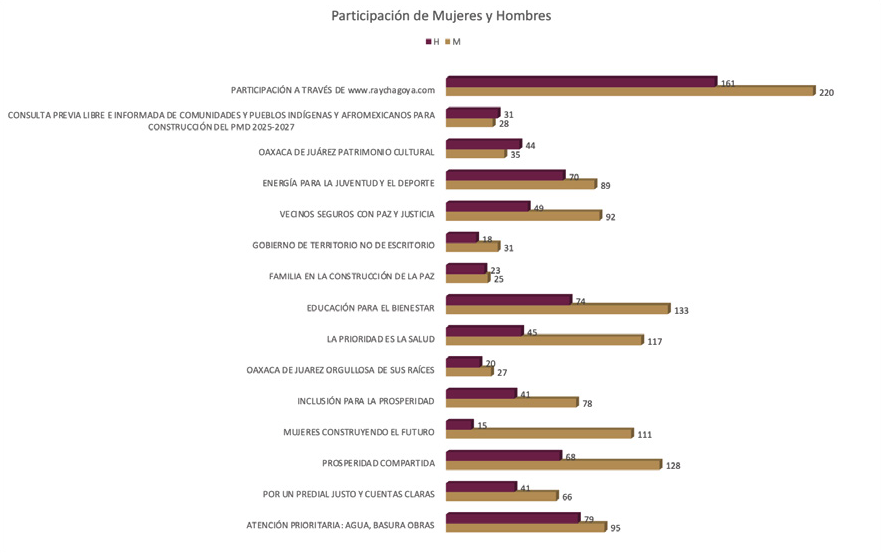 Participación de Mujeres y Hombres
H M
PARTICIPACIÓN A TRAVÉS DE www.raychagoya.com
161
220
CONSULTA PREVIA LIBRE E INFORMADA DE COMUNIDADES Y PUEBLOS INDÍGENAS Y AFROMEXICANOS PARA
CONSTRUCCIÓN DEL PMD 2025-2027
31
28
OAXACA DE JUÁREZ PATRIMONIO CULTURAL
44
35
ENERGÍA PARA LA JUVENTUD Y EL DEPORTE
70
89
VECINOS SEGUROS CON PAZ Y JUSTICIA
49
92
GOBIERNO DE TERRITORIO NO DE ESCRITORIO
18
31
FAMILIA EN LA CONSTRUCCIÓN DE LA PAZ
23
25
EDUCACIÓN PARA EL BIENESTAR
74
133
LA PRIORIDAD ES LA SALUD
45
117
OAXACA DE JUAREZ ORGULLOSA DE SUS RAÍCES
20
27
INCLUSIÓN PARA LA PROSPERIDAD
41
78
MUJERES CONSTRUYENDO EL FUTURO
15
111
PROSPERIDAD COMPARTIDA
68
128
POR UN PREDIAL JUSTO Y CUENTAS CLARAS
41
66
ATENCIÓN PRIORITARIA: AGUA, BASURA OBRAS
79
95